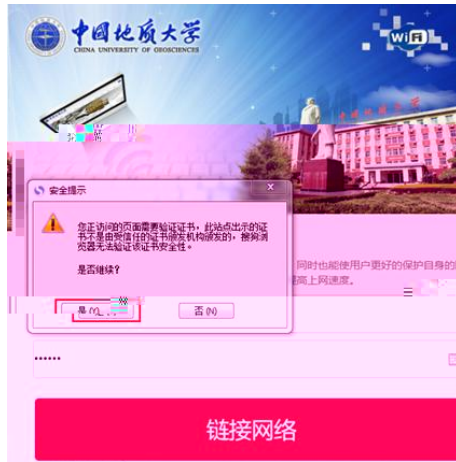 中国地质大学
CHINA UNIVERSITY OF GEOSCIENCES
WiFi
安全提示
您正访问的页面需要验证证书，此站点出示的证
书不是由受信任的证书颁发机构颁发的，搜狗浏
览器无法验证该证书安全性。
同时也能使用户更好的保护自身的
是否继续？
提高上网速度。
是(Y)
否(N)
••••••
链接网络